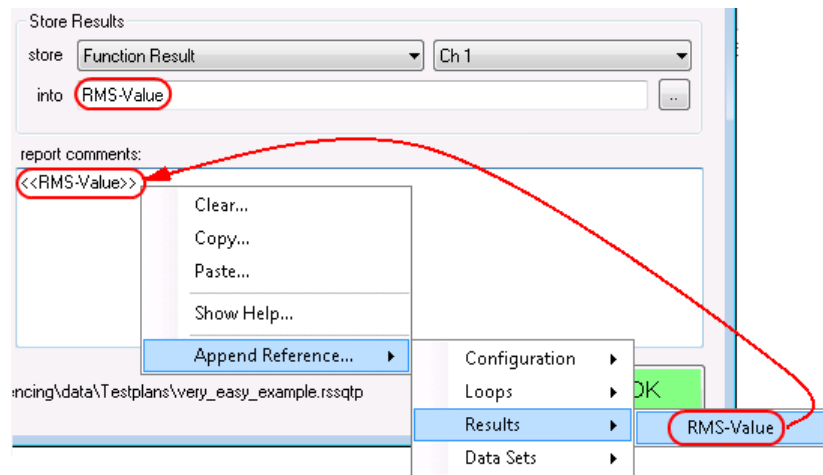 Store Results
store Function Result Ch 1
into RMS-Value ..
report comments:
<<RMS-Value>>
Clear...
Copy...
Paste...
Show Help...
Append Reference...
Configuration
encing\data\Testplans\very_easy_example.rssqtp Loops OK
Results RMS-Value
Data Sets